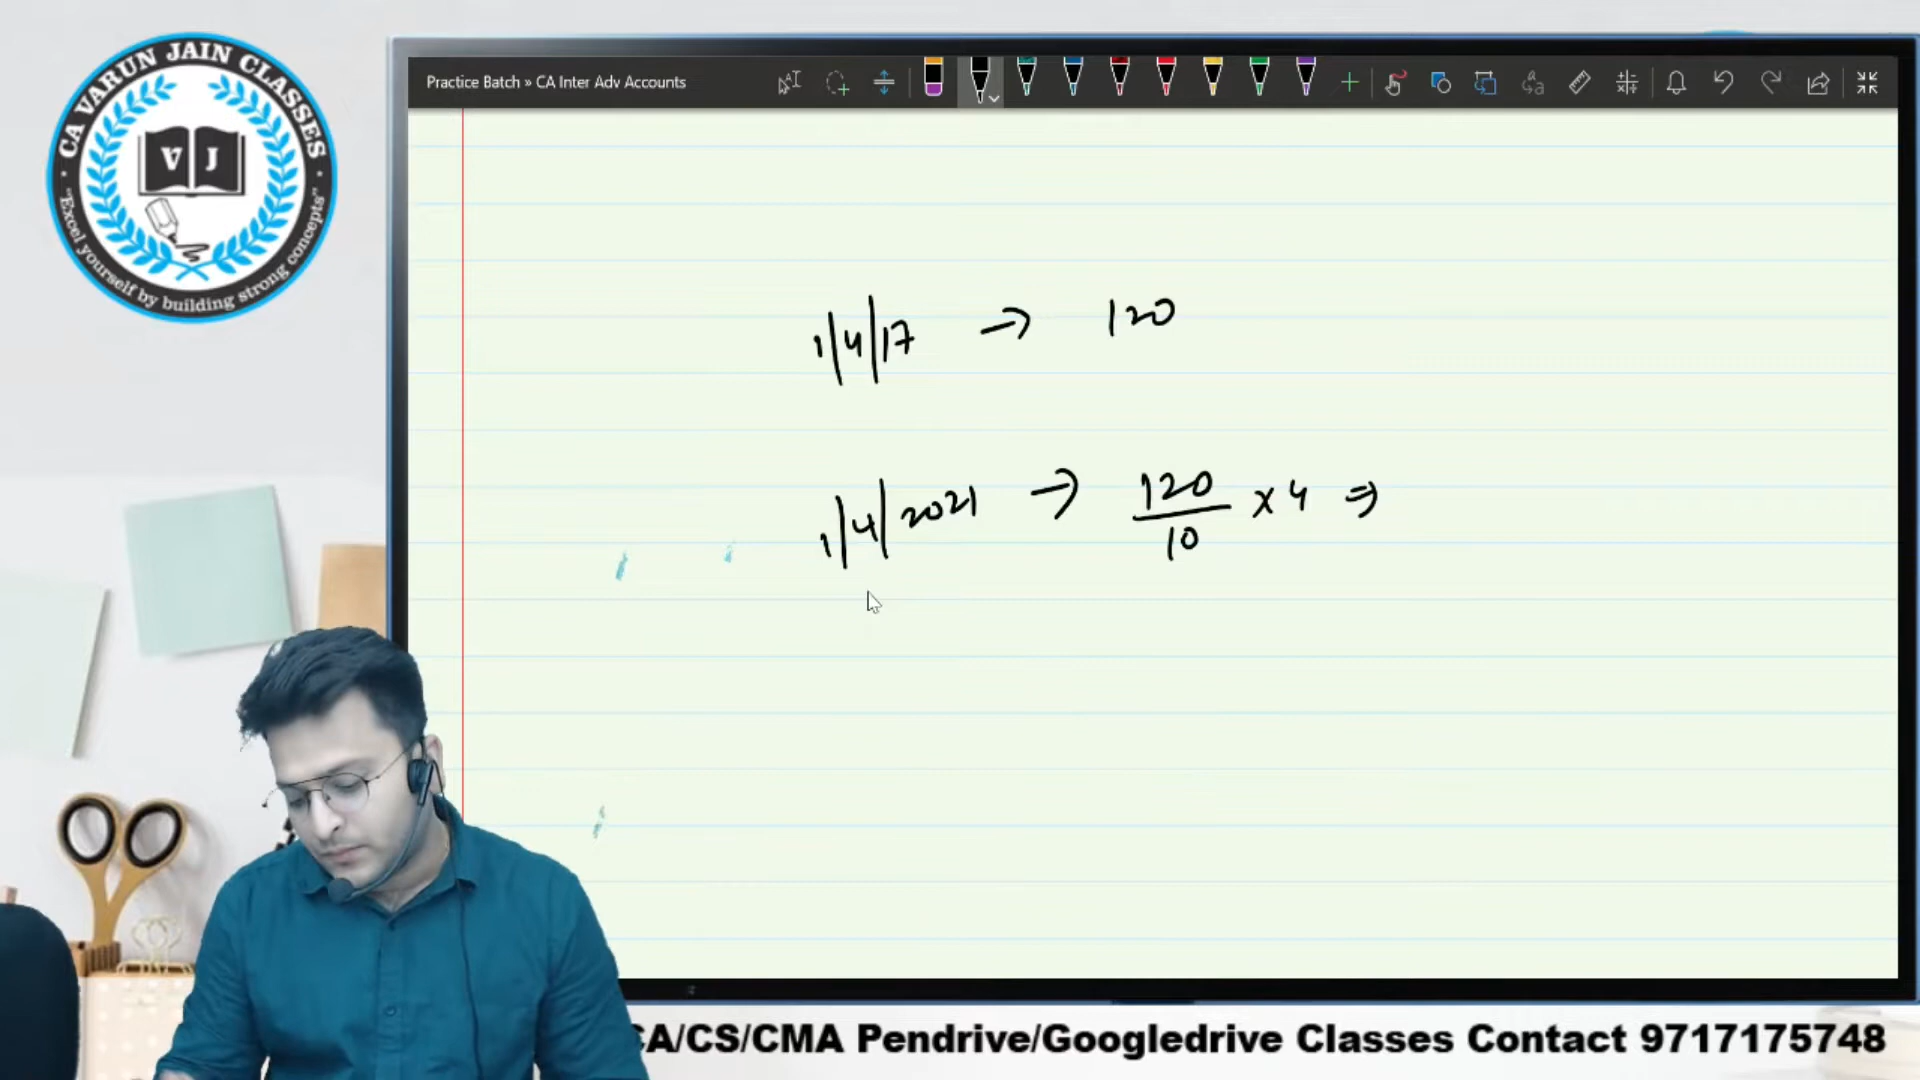 CA VARUN JAIN CLASSES
V J
"Excel yourself by building strong concepts"
Practice Batch » CA Inter Adv Accounts
1/4/17 → 120
1/4/2021 → 120/10 × 4 ⇒
CA/CS/CMA Pendrive/Googledrive Classes Contact 9717175748